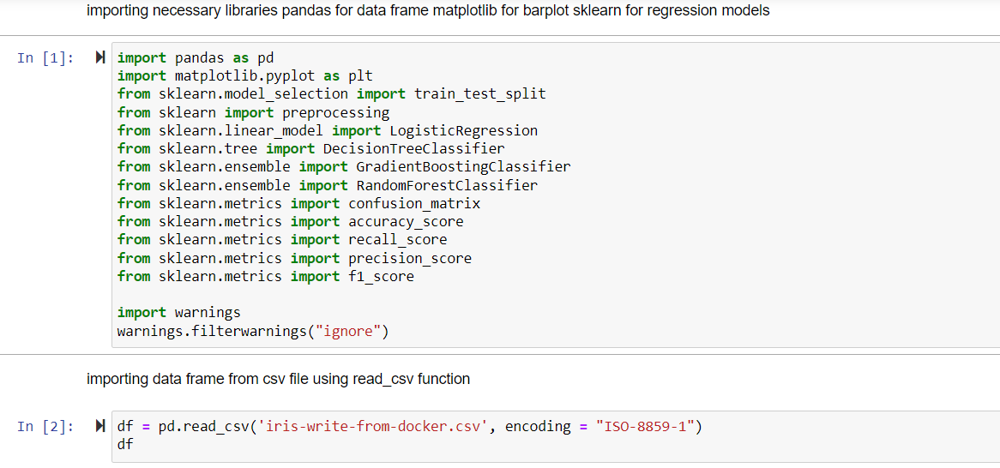 importing necessary libraries pandas for data frame matplotlib for barplot sklearn for regression models
In [1]:
import pandas as pd
import matplotlib.pyplot as plt
from sklearn.model_selection import train_test_split
from sklearn import preprocessing
from sklearn.linear_model import LogisticRegression
from sklearn.tree import DecisionTreeClassifier
from sklearn.ensemble import GradientBoostingClassifier
from sklearn.ensemble import RandomForestClassifier
from sklearn.metrics import confusion_matrix
from sklearn.metrics import accuracy_score
from sklearn.metrics import recall_score
from sklearn.metrics import precision_score
from sklearn.metrics import f1_score
import warnings
warnings.filterwarnings("ignore")
importing data frame from csv file using read_csv function
In [2]:
df = pd.read_csv('iris-write-from-docker.csv', encoding = "ISO-8859-1")
df